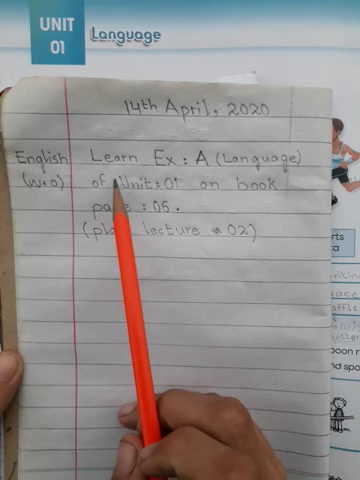 UNIT
01
Language
14th April, 2020
English Learn Ex: A (Language)
(W+O) of Unit: 01 on book
page: 06.
lecture 02)